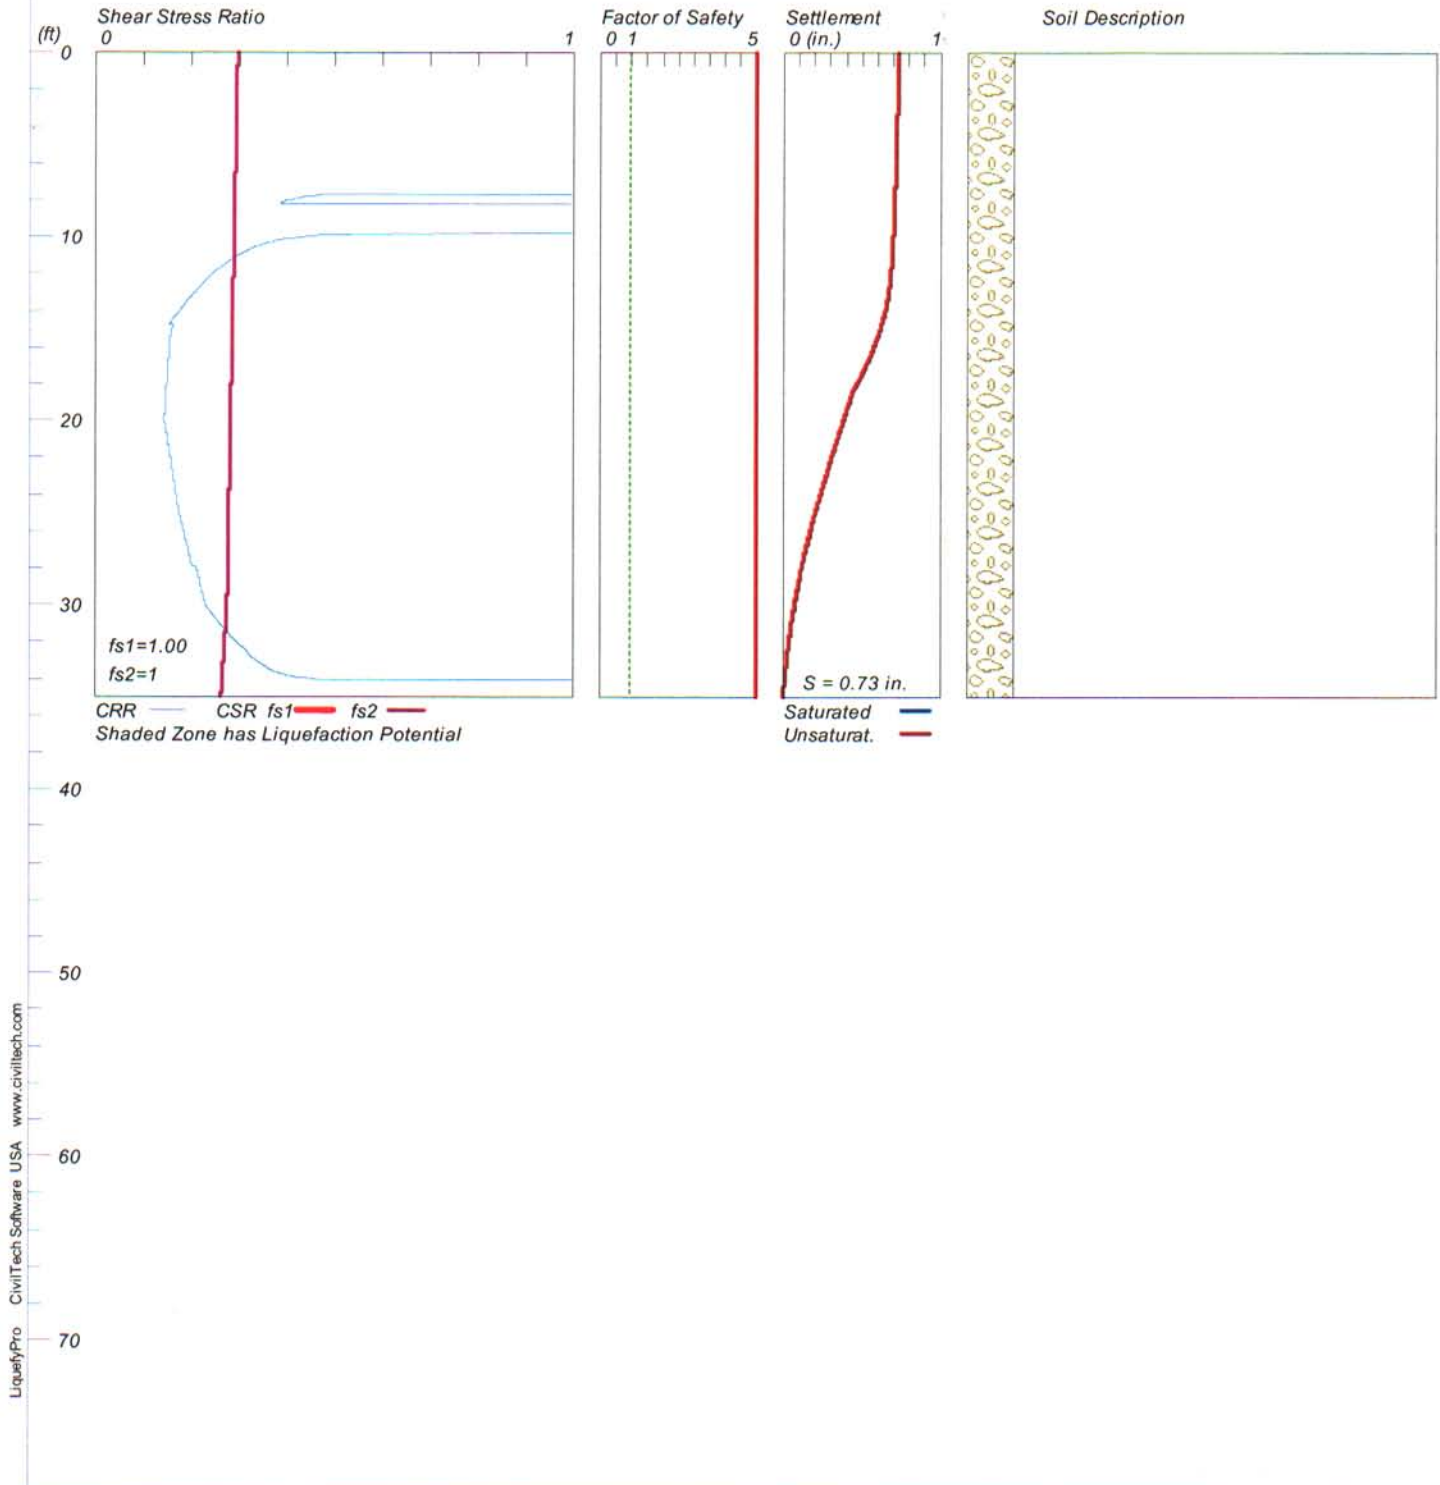 Shear Stress Ratio
Factor of Safety
Settlement
Soil Description
(ft)
0
1
0 1
5
0 (in.)
1
0
10
20
30
fs1=1.00
fs2=1
S = 0.73 in.
CRR
CSR fs1
fs2
Saturated
Shaded Zone has Liquefaction Potential
Unsaturat.
40
50
60
70
LiquefyPro CivilTech Software USA www.civiltech.com